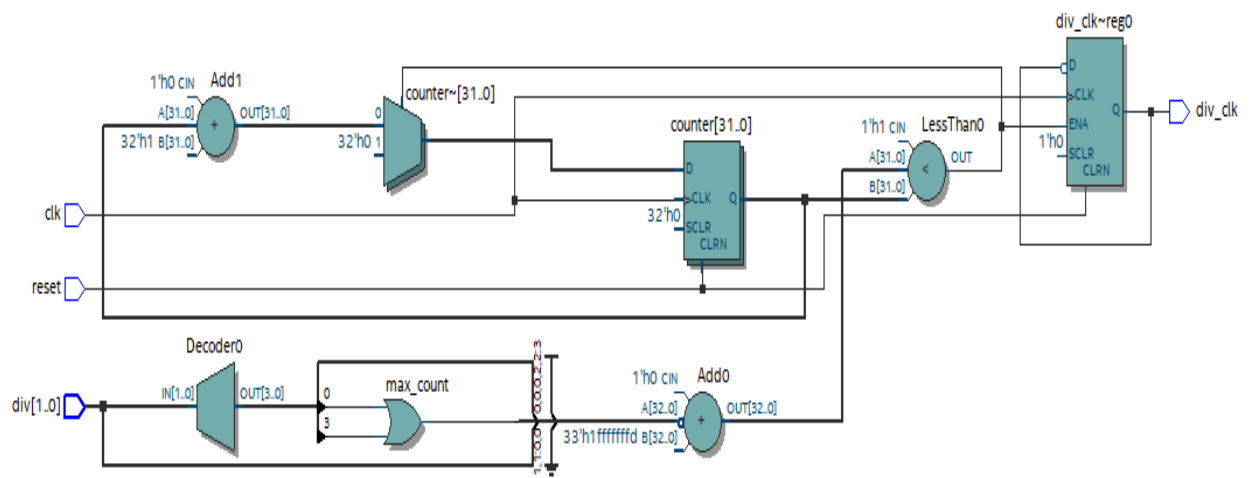 div_clk~reg0
D
CLK
ENA
1'h0
SCLR
CLRN
Q
div_clk
1'h0 CIN
Add1
A[31..0]
32'h1 B[31..0]
+
OUT[31..0]
counter~[31..0]
0
32'h0 1
counter[31..0]
D
CLK
32'h0
SCLR
CLRN
Q
1'h1 CIN
LessThan0
A[31..0]
B[31..0]
<
OUT
clk
reset
Decoder0
div[1..0]
IN[1..0]
OUT[3..0]
0
3
max_count
1'h0 CIN
Add0
A[32..0]
33'h1fffffffd B[32..0]
+
OUT[32..0]